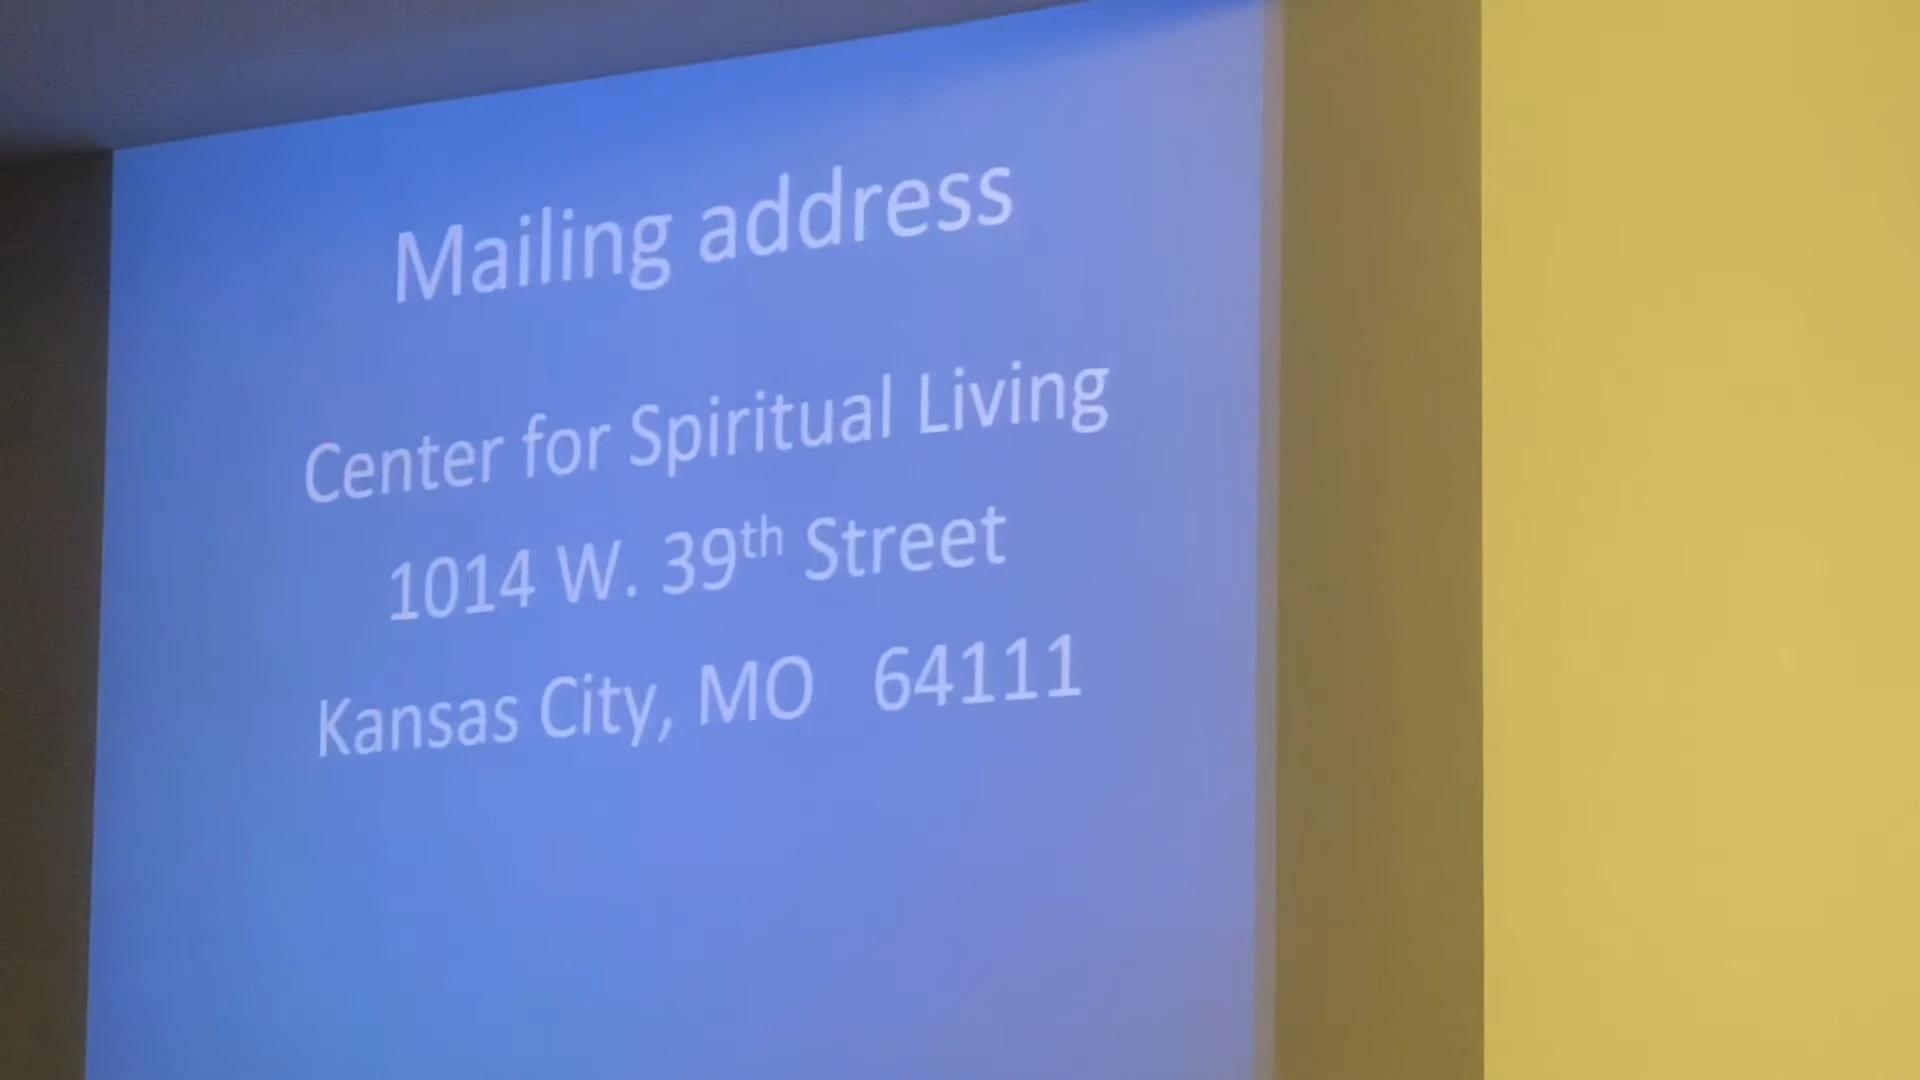 Mailing address
Center for Spiritual Living
1014 W. 39th Street
Kansas City, MO 64111